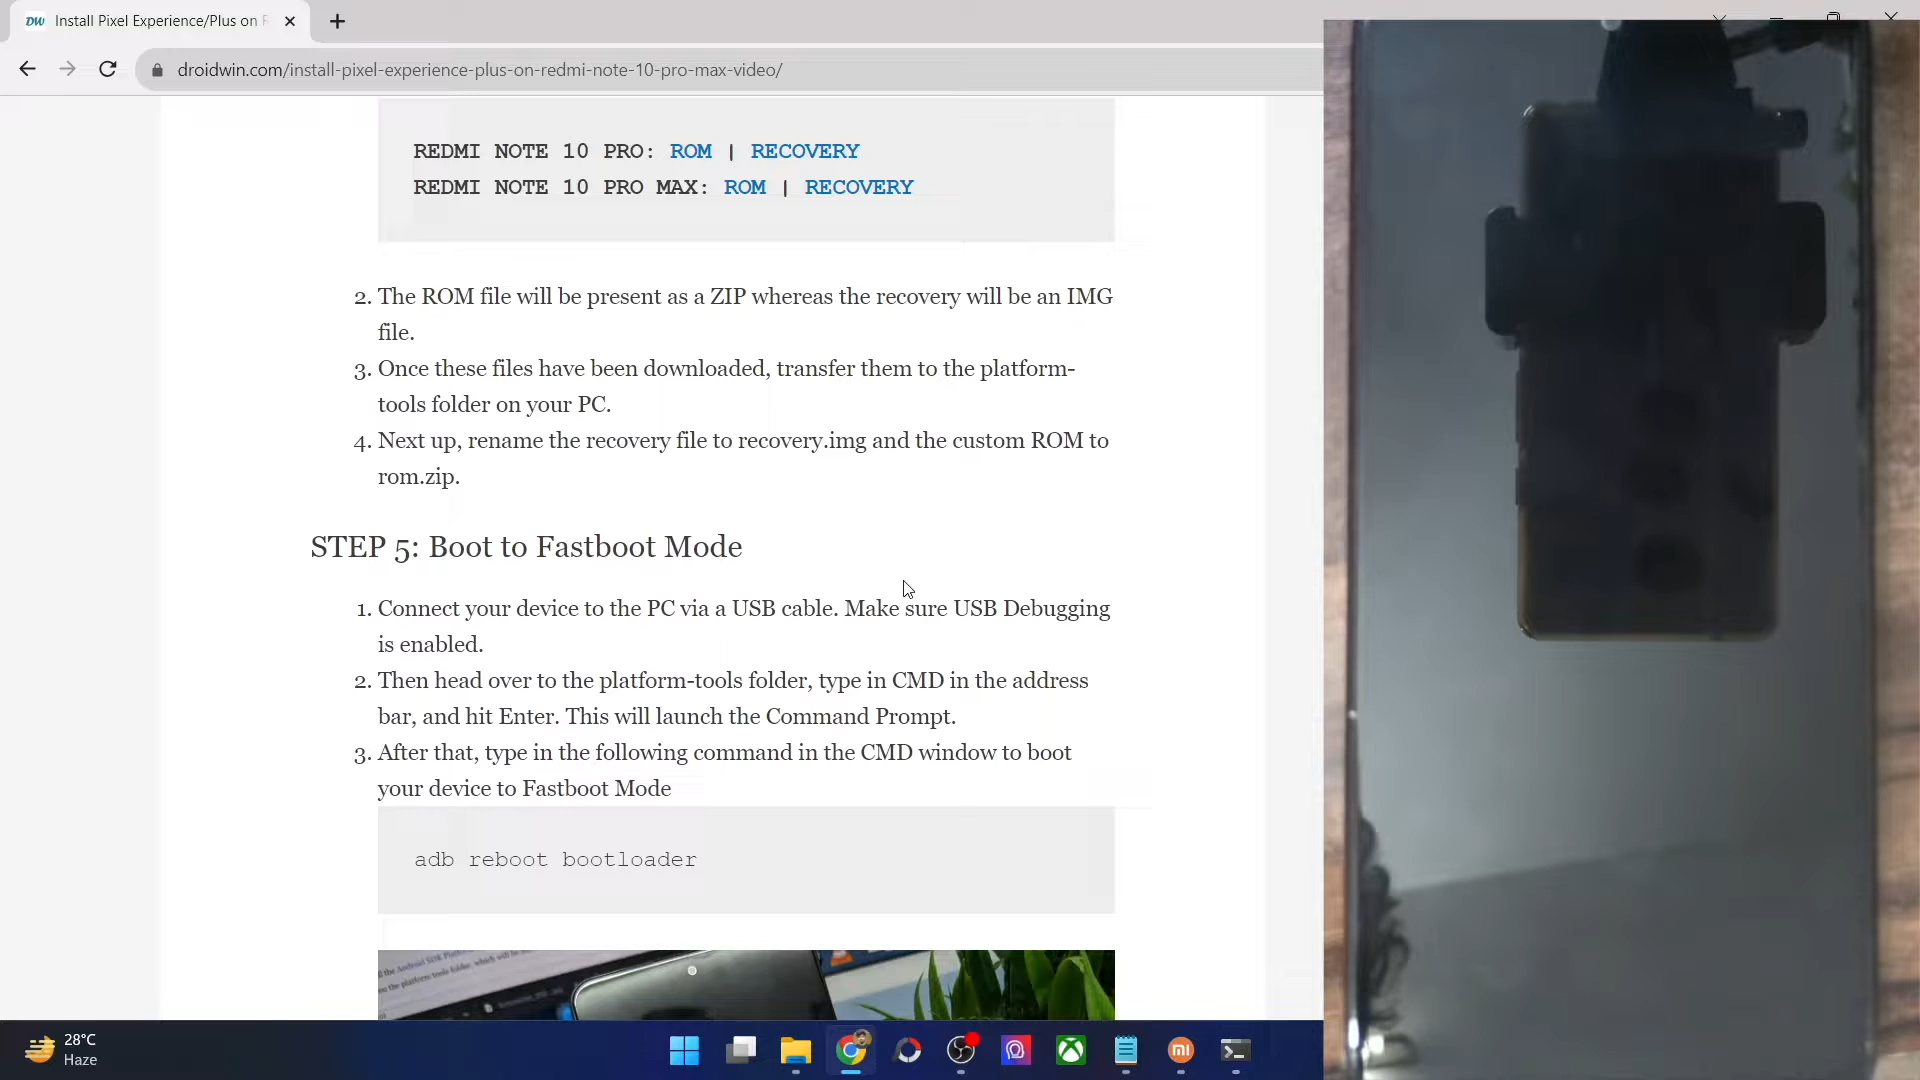 DW Install Pixel Experience/Plus on R
droidwin.com/install-pixel-experience-plus-on-redmi-note-10-pro-max-video/
REDMI NOTE 10 PRO: ROM | RECOVERY
REDMI NOTE 10 PRO MAX: ROM | RECOVERY
2. The ROM file will be present as a ZIP whereas the recovery will be an IMG
file.
3. Once these files have been downloaded, transfer them to the platform-
tools folder on your PC.
4. Next up, rename the recovery file to recovery.img and the custom ROM to
rom.zip.
STEP 5: Boot to Fastboot Mode
1. Connect your device to the PC via a USB cable. Make sure USB Debugging
is enabled.
2. Then head over to the platform-tools folder, type in CMD in the address
bar, and hit Enter. This will launch the Command Prompt.
3. After that, type in the following command in the CMD window to boot
your device to Fastboot Mode
adb reboot bootloader
28°C
Haze
mi